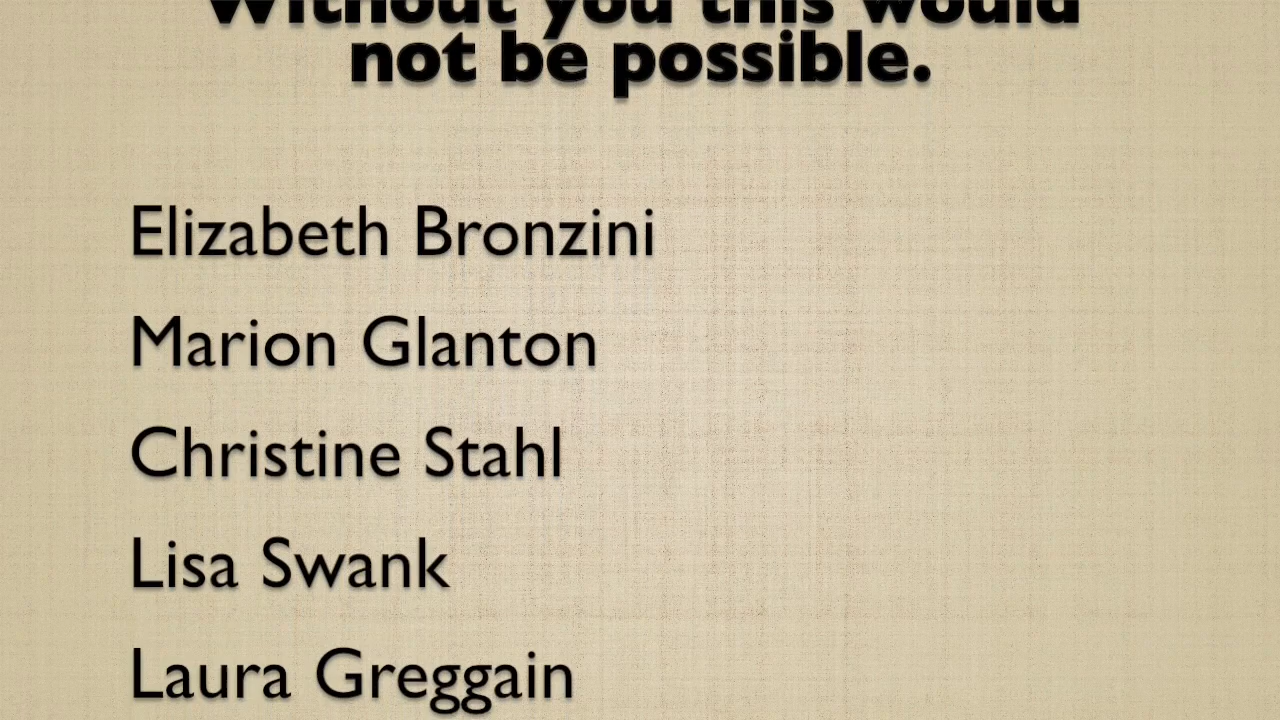 Without you this would
not be possible.
Elizabeth Bronzini
Marion Glanton
Christine Stahl
Lisa Swank
Laura Greggain